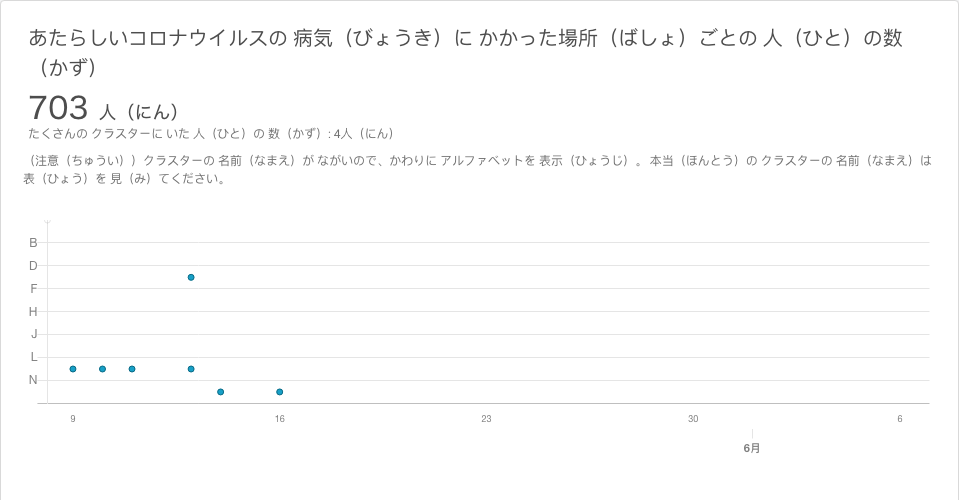 あたらしいコロナウイルスの 病気（びょうき）に かかった場所（ばしょ）ごとの 人（ひと）の数
（かず）
703 人（にん）
たくさんの クラスターに いた 人（ひと）の 数（かず）: 4人（にん）
（注意（ちゅうい））クラスターの 名前（なまえ）が ながいので、かわりに アルファベットを 表示（ひょうじ）。 本当（ほんとう）の クラスターの 名前（なまえ）は
表（ひょう）を 見（み）てください。
B
D
F
H
J
L
N
9 16 23 30 6
6月